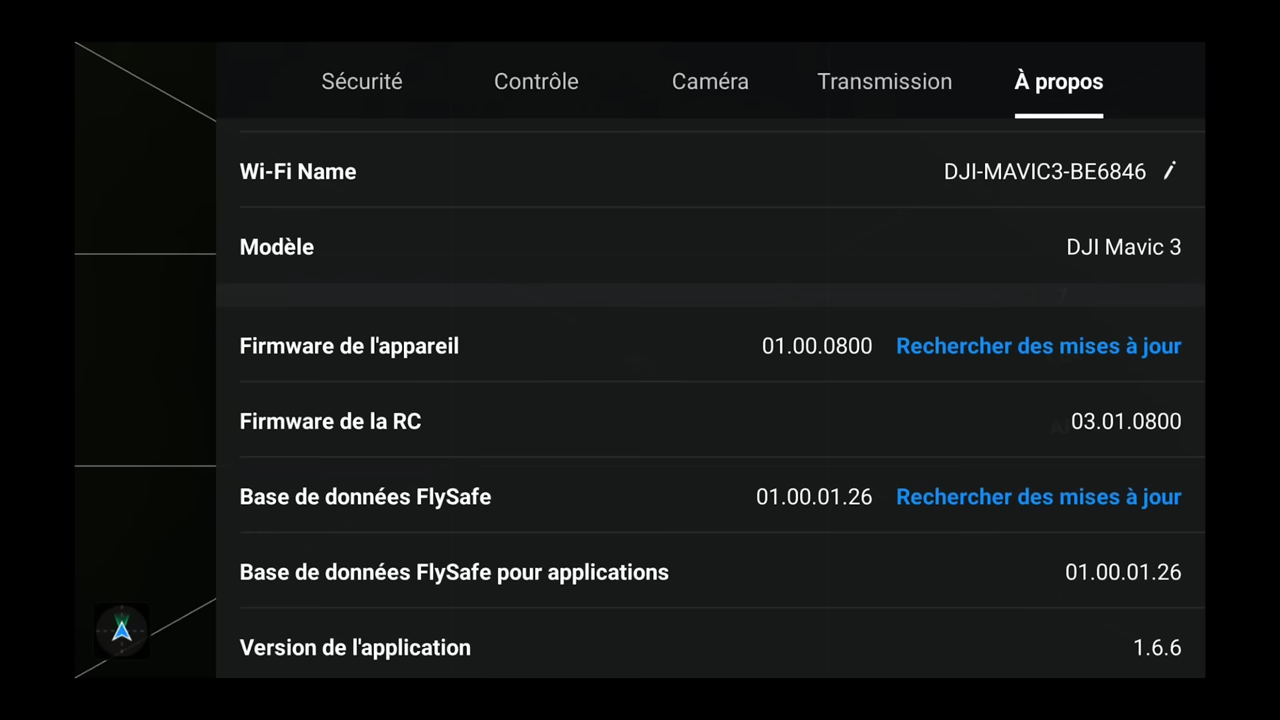 Sécurité Contrôle Caméra Transmission À propos
Wi-Fi Name DJI-MAVIC3-BE6846
Modèle DJI Mavic 3
Firmware de l'appareil 01.00.0800 Rechercher des mises à jour
Firmware de la RC 03.01.0800
Base de données FlySafe 01.00.01.26 Rechercher des mises à jour
Base de données FlySafe pour applications 01.00.01.26
Version de l'application 1.6.6